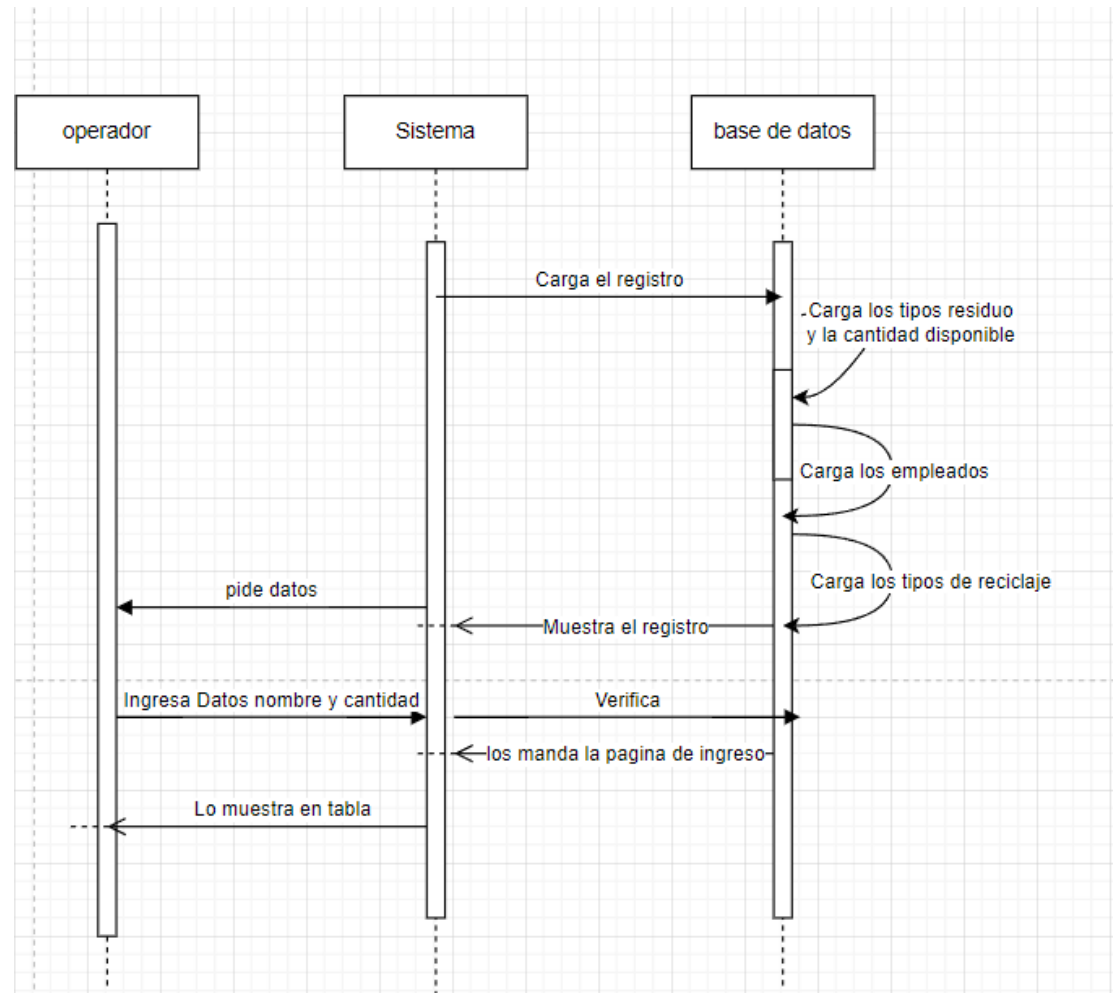 operador
Sistema
base de datos
Carga el registro
Carga los tipos residuo
y la cantidad disponible
Carga los empleados
Carga los tipos de reciclaje
pide datos
Muestra el registro
Ingresa Datos nombre y cantidad
Verifica
los manda la pagina de ingreso
Lo muestra en tabla